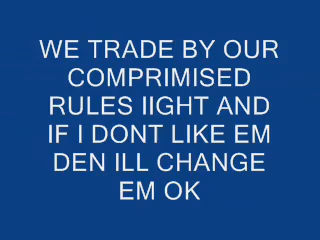 WE TRADE BY OUR
COMPRIMISED
RULES IIGHT AND
IF I DONT LIKE EM
DEN ILL CHANGE
EM OK